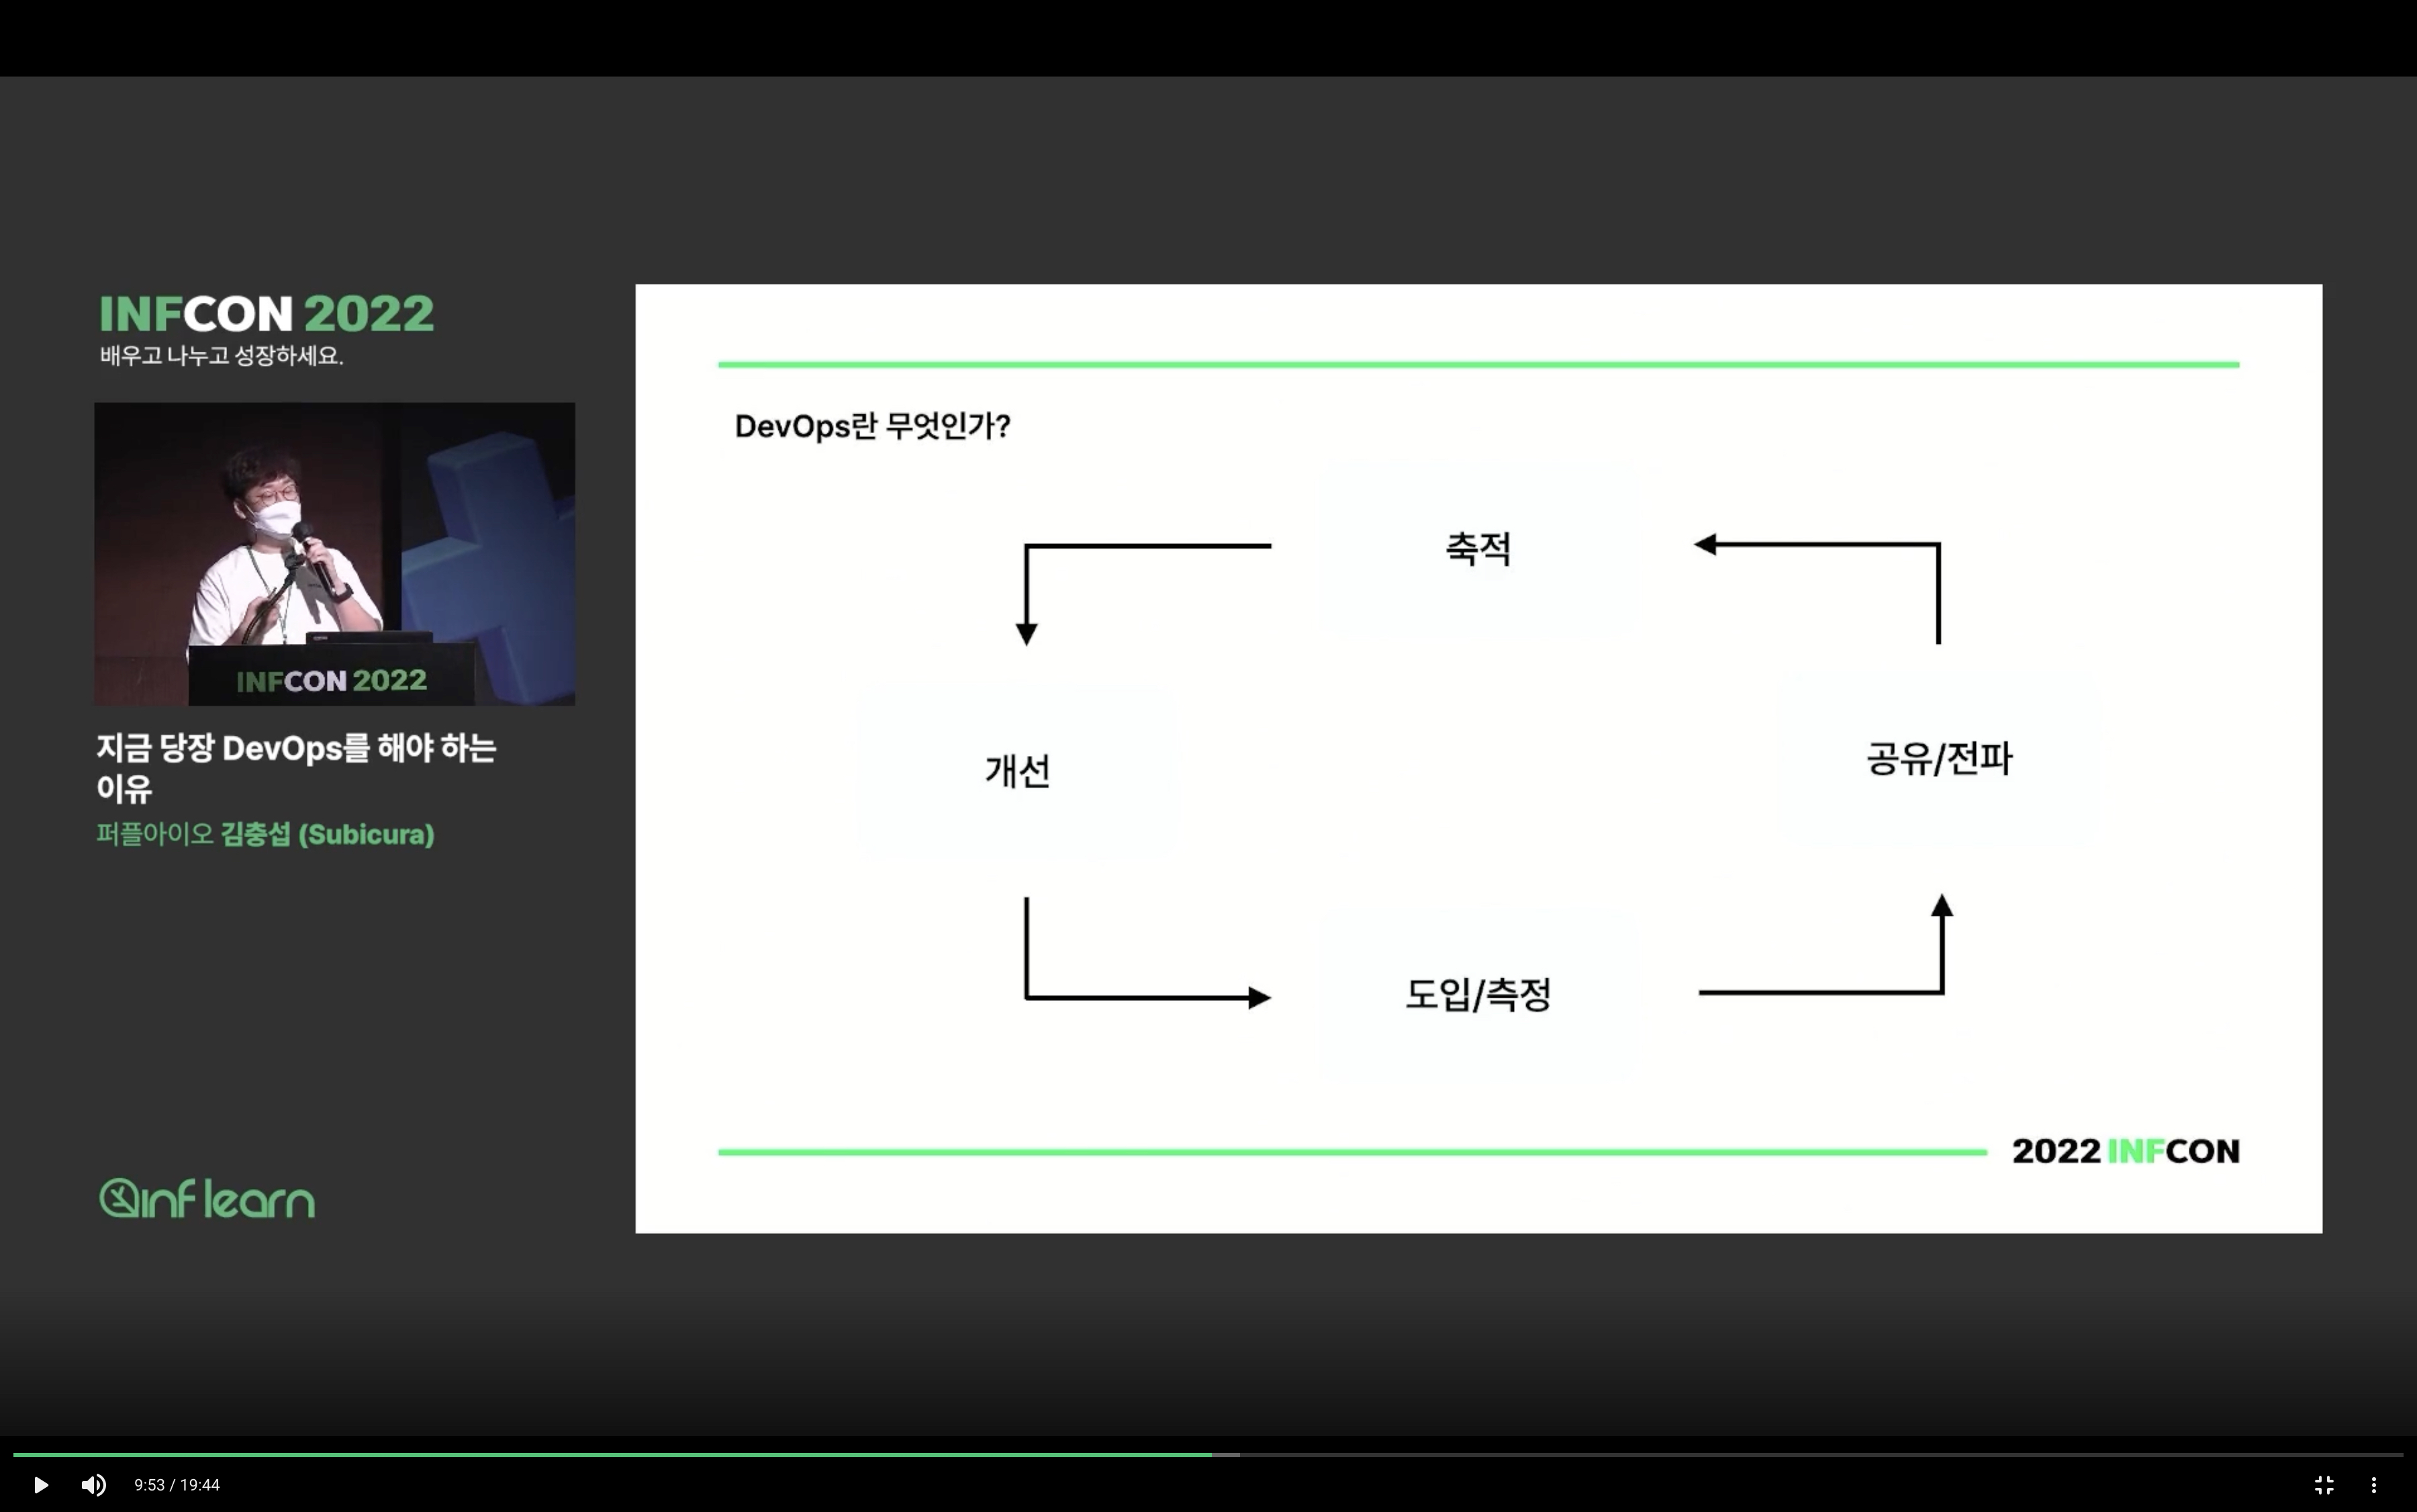 INFCON 2022
배우고 나누고 성장하세요.
INFCON 2022
지금 당장 DevOps를 해야 하는
이유
퍼플아이오 김충섭 (Subicura)
inflearn
DevOps란 무엇인가?
축적
개선
공유/전파
도입/측정
2022 INFCON
9:53 / 19:44